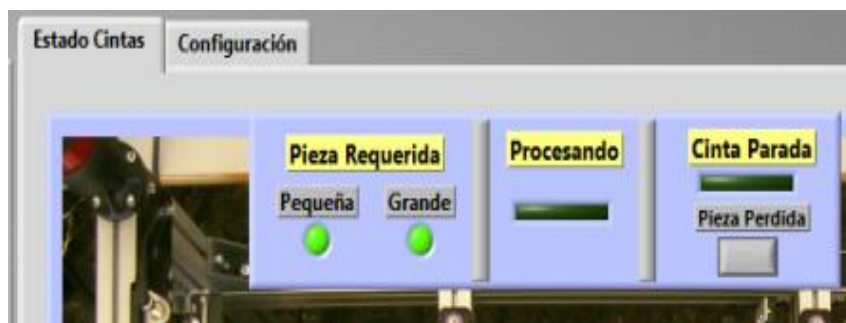 Estado Cintas
Configuración
Pieza Requerida
Pequeña
Grande
Procesando
Cinta Parada
Pieza Perdida